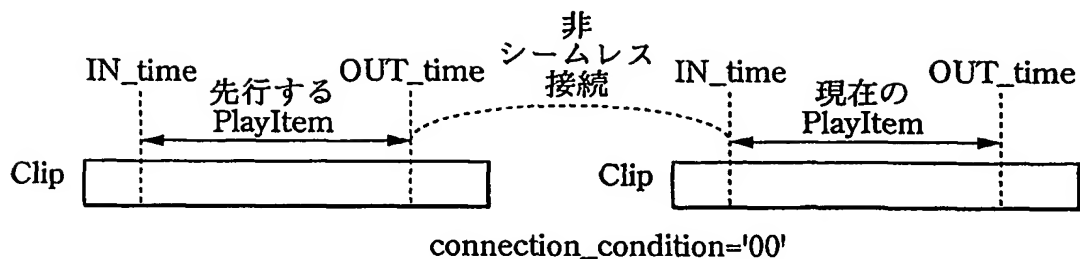 非
シームレス
接続
IN_time
OUT_time
IN_time
OUT_time
先行する
PlayItem
現在の
PlayItem
Clip
Clip
connection_condition='00'